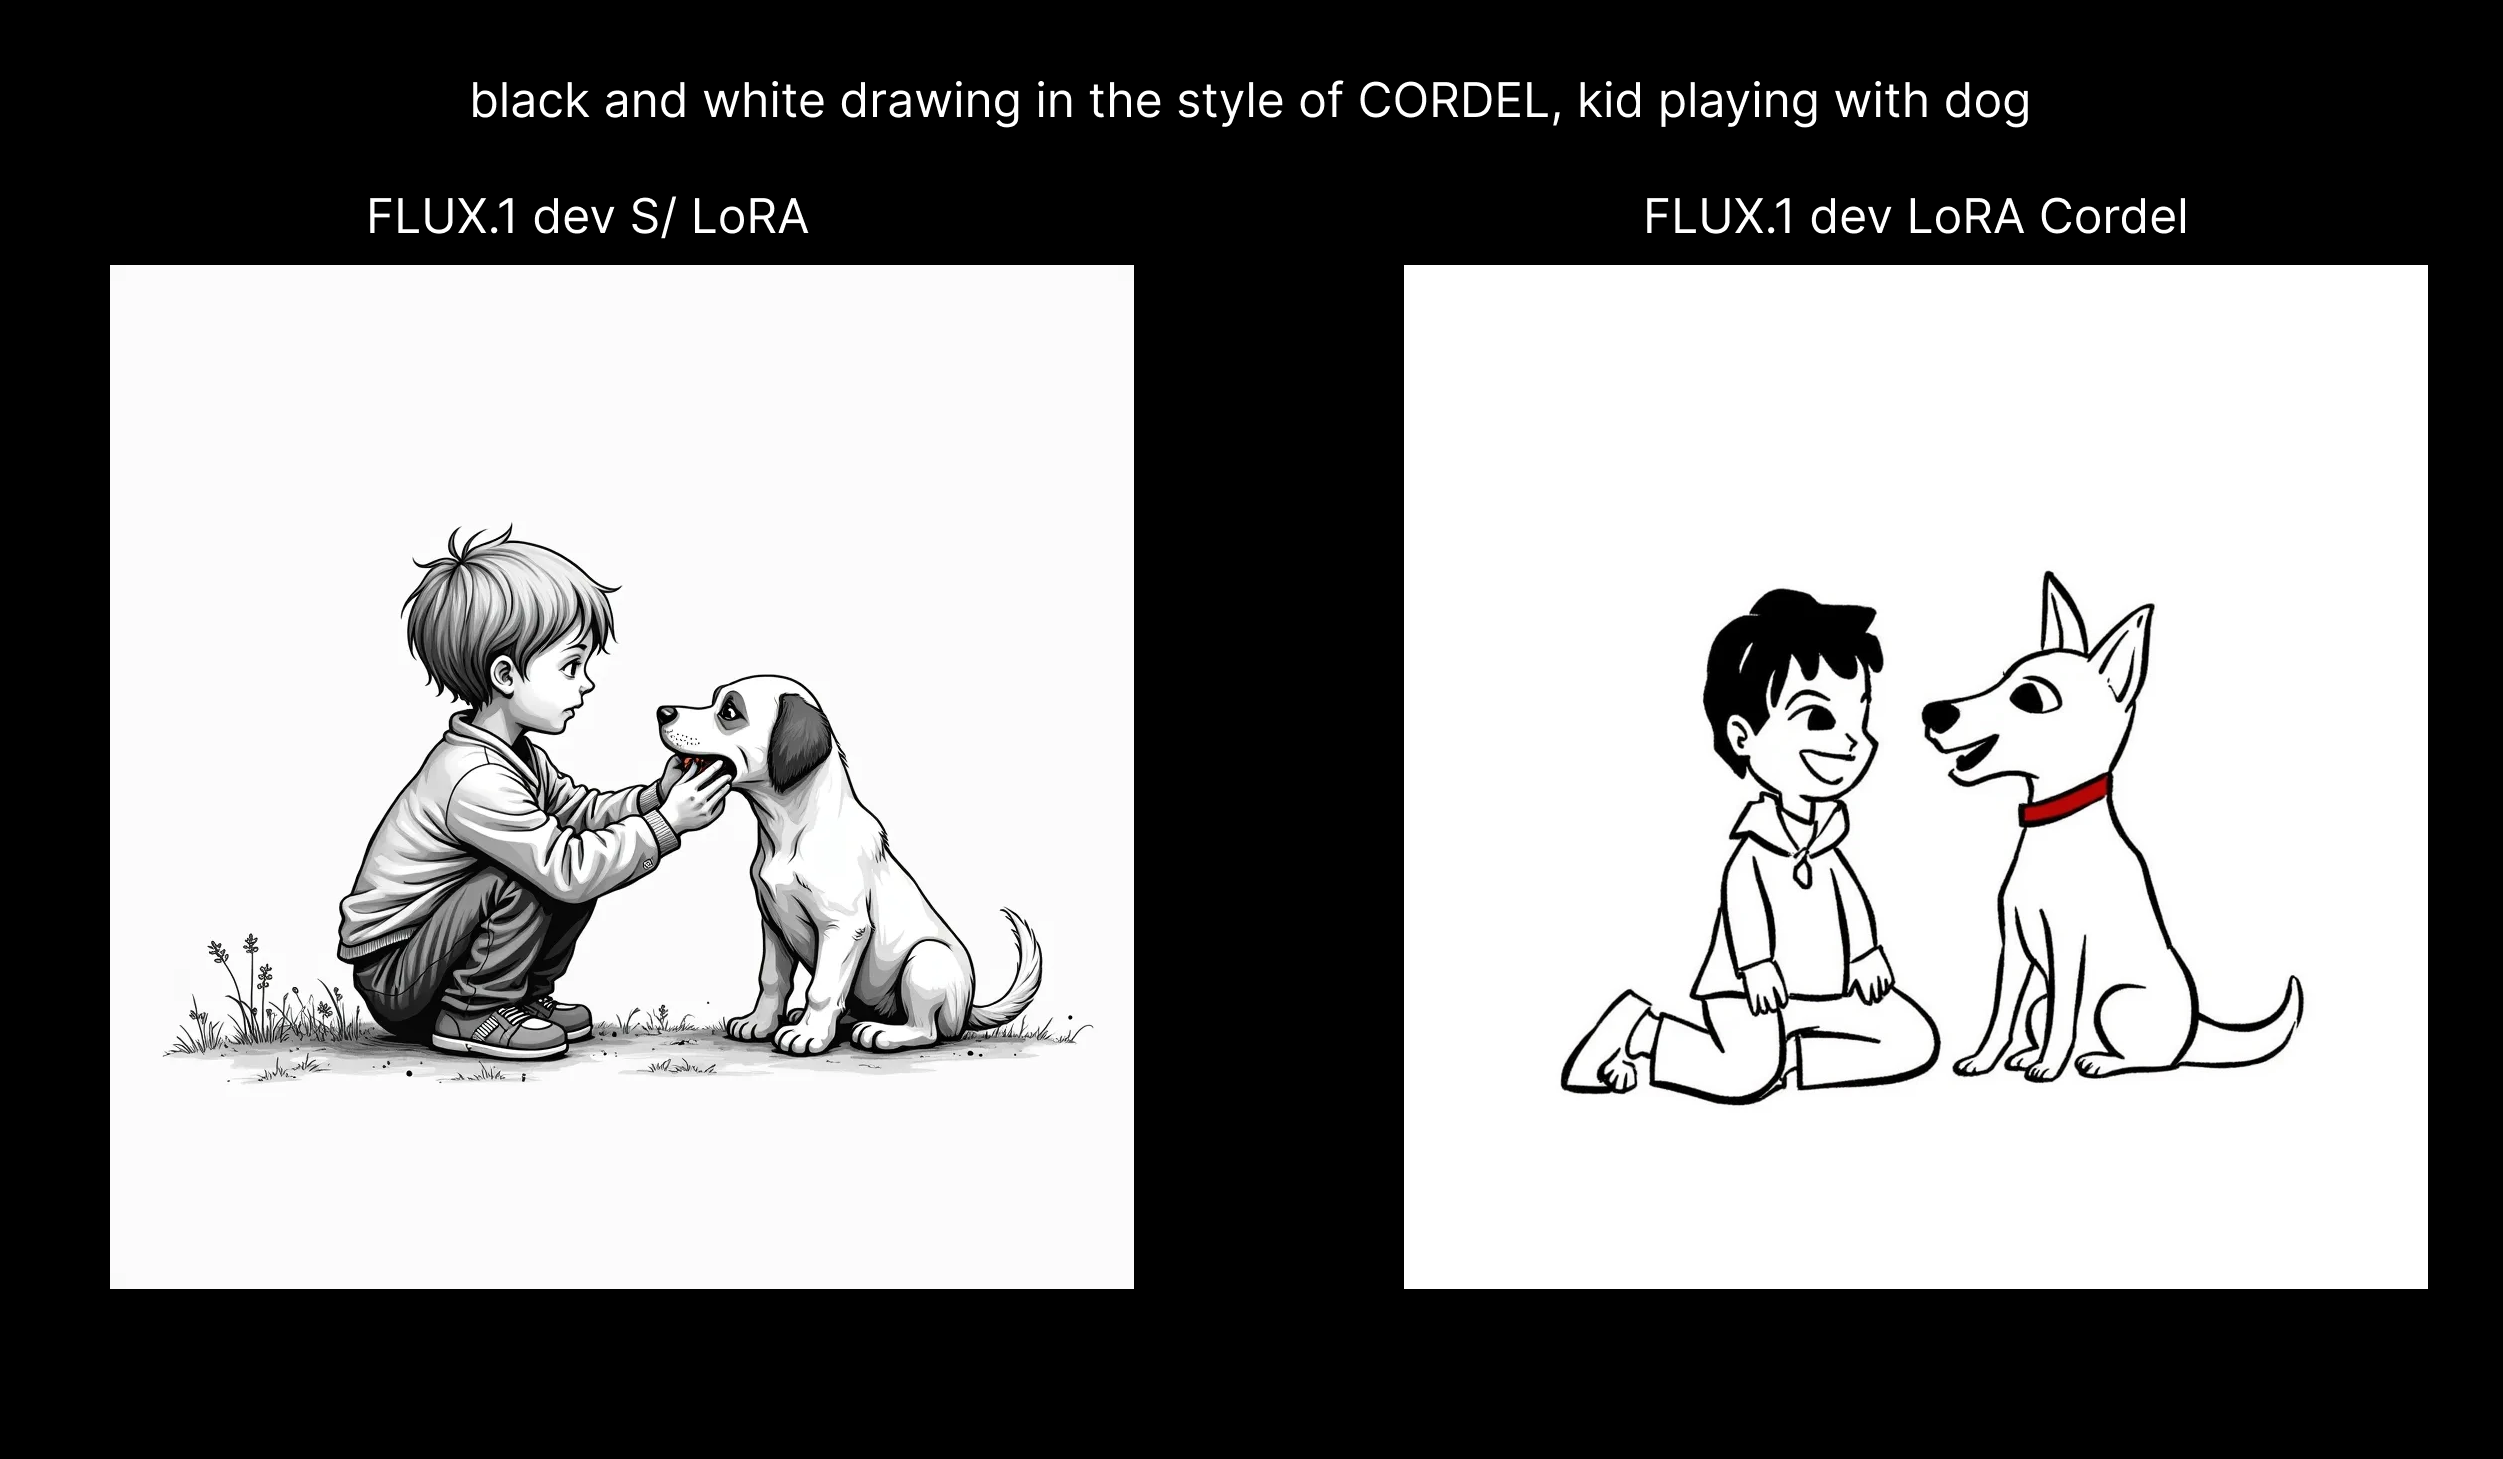 black and white drawing in the style of CORDEL, kid playing with dog
FLUX.1 dev S/ LoRA
FLUX.1 dev LoRA Cordel